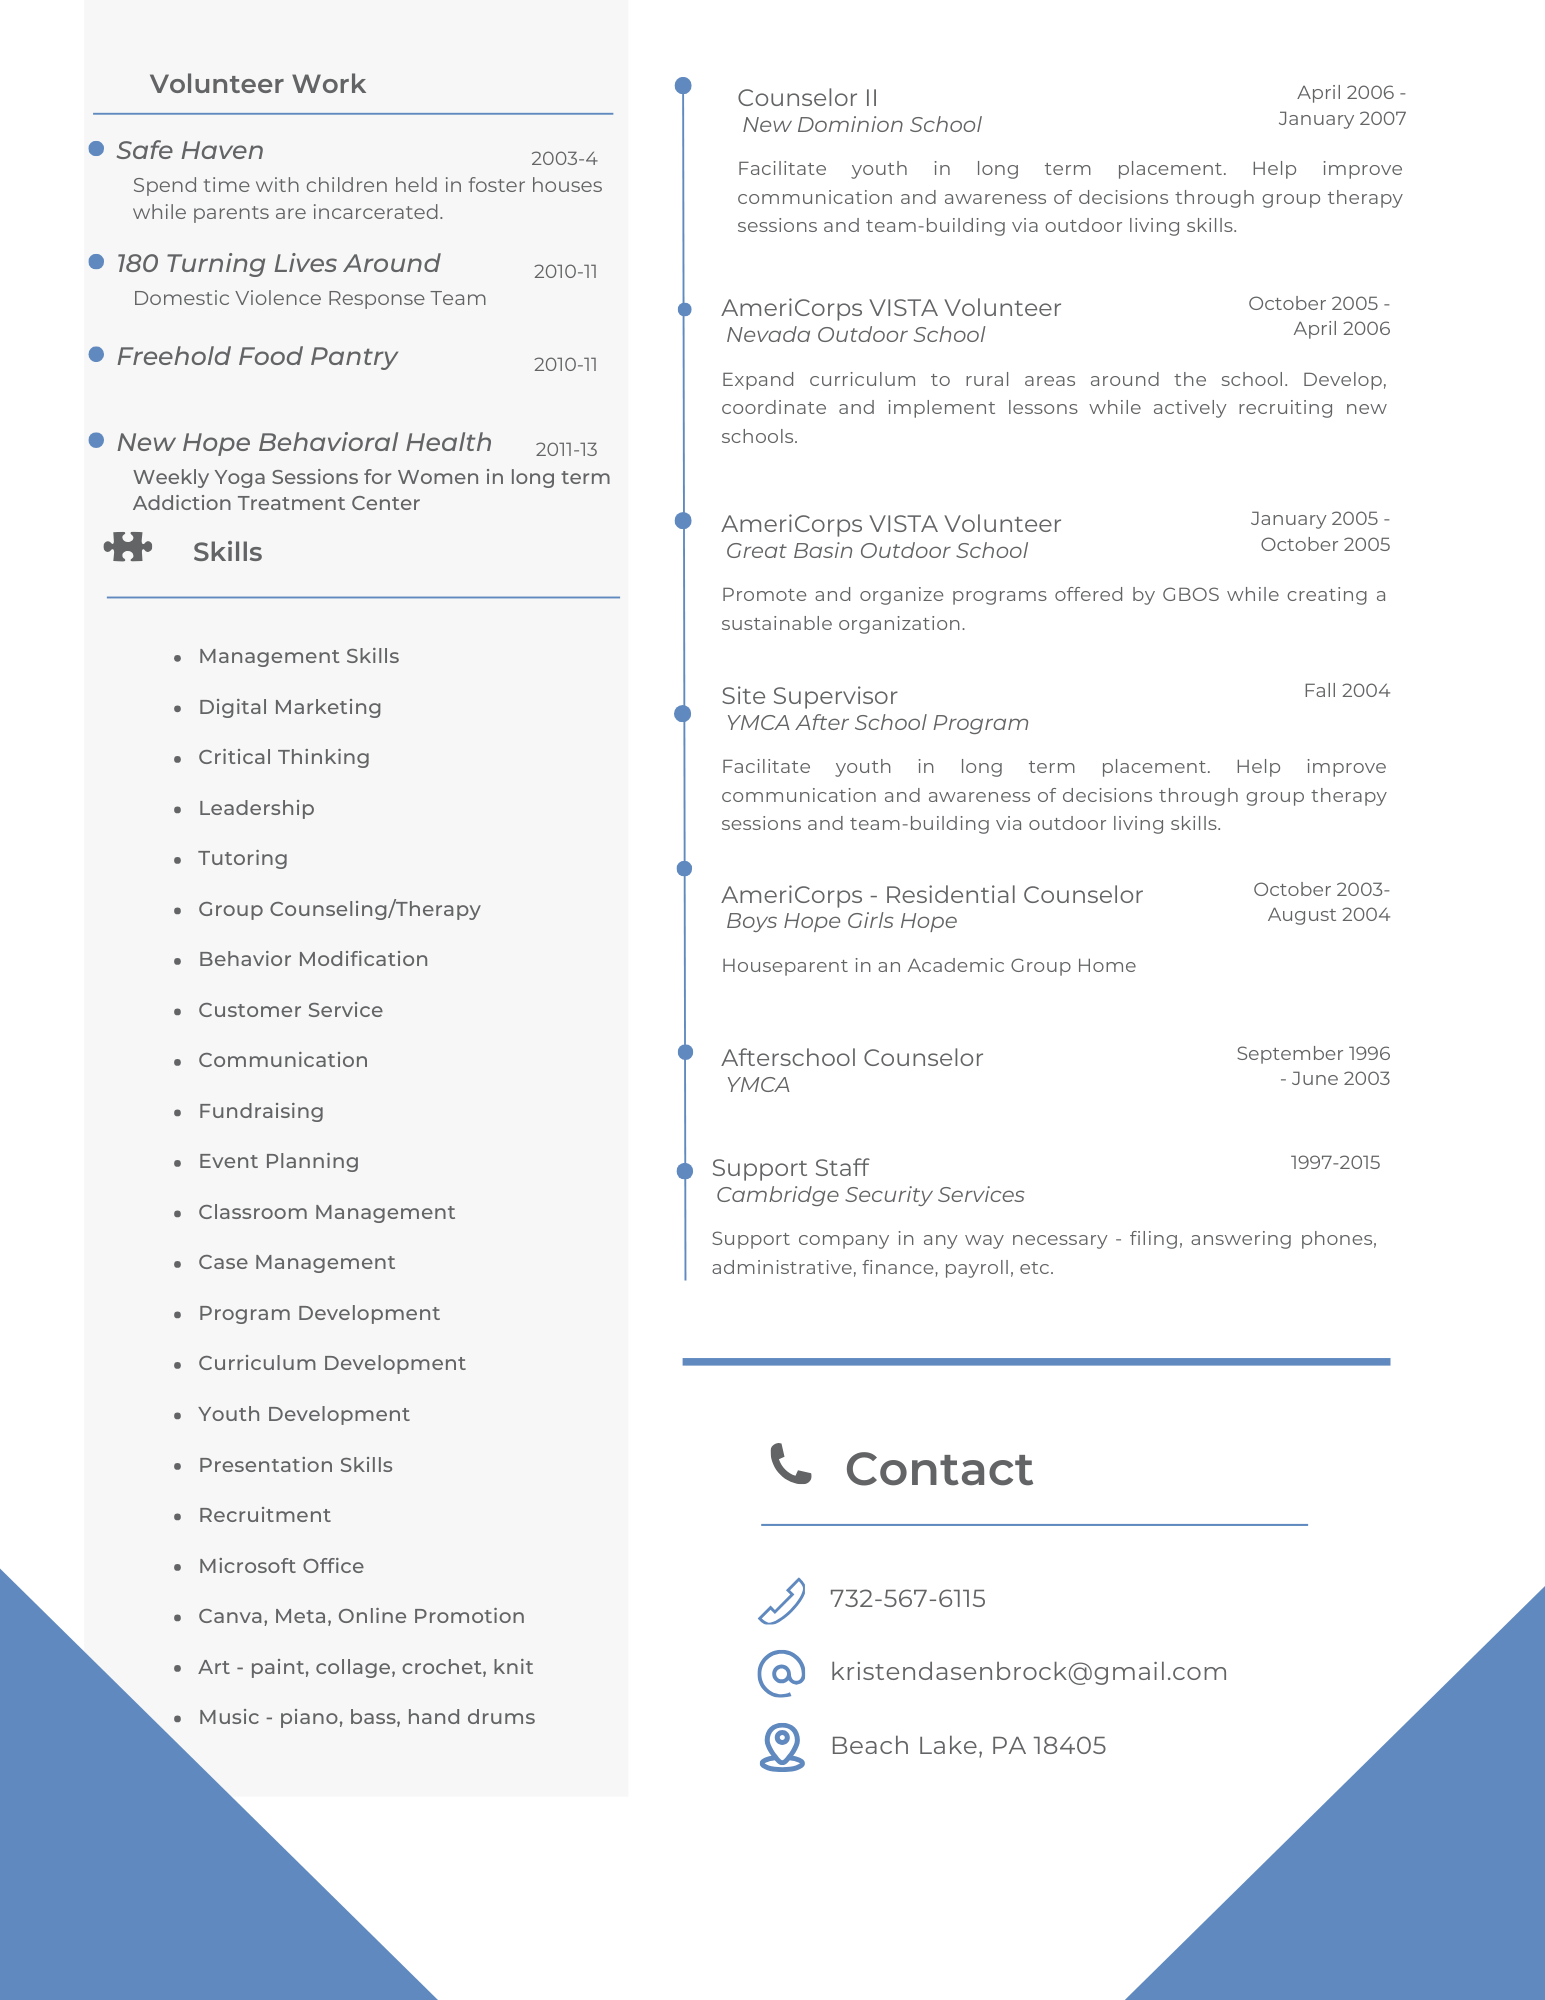 Volunteer Work
Safe Haven
2003-4
Spend time with children held in foster houses
while parents are incarcerated.
180 Turning Lives Around
2010-11
Domestic Violence Response Team
Freehold Food Pantry
2010-11
New Hope Behavioral Health
2011-13
Weekly Yoga Sessions for Women in long term
Addiction Treatment Center
Skills
• Management Skills
• Digital Marketing
• Critical Thinking
• Leadership
• Tutoring
• Group Counseling/Therapy
• Behavior Modification
• Customer Service
• Communication
• Fundraising
• Event Planning
• Classroom Management
• Case Management
• Program Development
• Curriculum Development
• Youth Development
• Presentation Skills
• Recruitment
• Microsoft Office
• Canva, Meta, Online Promotion
• Art - paint, collage, crochet, knit
• Music - piano, bass, hand drums
Counselor II
New Dominion School
April 2006 -
January 2007
Facilitate youth in long term placement. Help improve
communication and awareness of decisions through group therapy
sessions and team-building via outdoor living skills.
AmeriCorps VISTA Volunteer
Nevada Outdoor School
October 2005 -
April 2006
Expand curriculum to rural areas around the school. Develop,
coordinate and implement lessons while actively recruiting new
schools.
AmeriCorps VISTA Volunteer
Great Basin Outdoor School
January 2005 -
October 2005
Promote and organize programs offered by GBOS while creating a
sustainable organization.
Site Supervisor
YMCA After School Program
Fall 2004
Facilitate youth in long term placement. Help improve
communication and awareness of decisions through group therapy
sessions and team-building via outdoor living skills.
AmeriCorps - Residential Counselor
Boys Hope Girls Hope
October 2003-
August 2004
Houseparent in an Academic Group Home
Afterschool Counselor
YMCA
September 1996
- June 2003
Support Staff
Cambridge Security Services
1997-2015
Support company in any way necessary - filing, answering phones,
administrative, finance, payroll, etc.
Contact
732-567-6115
kristendasenbrock@gmail.com
Beach Lake, PA 18405